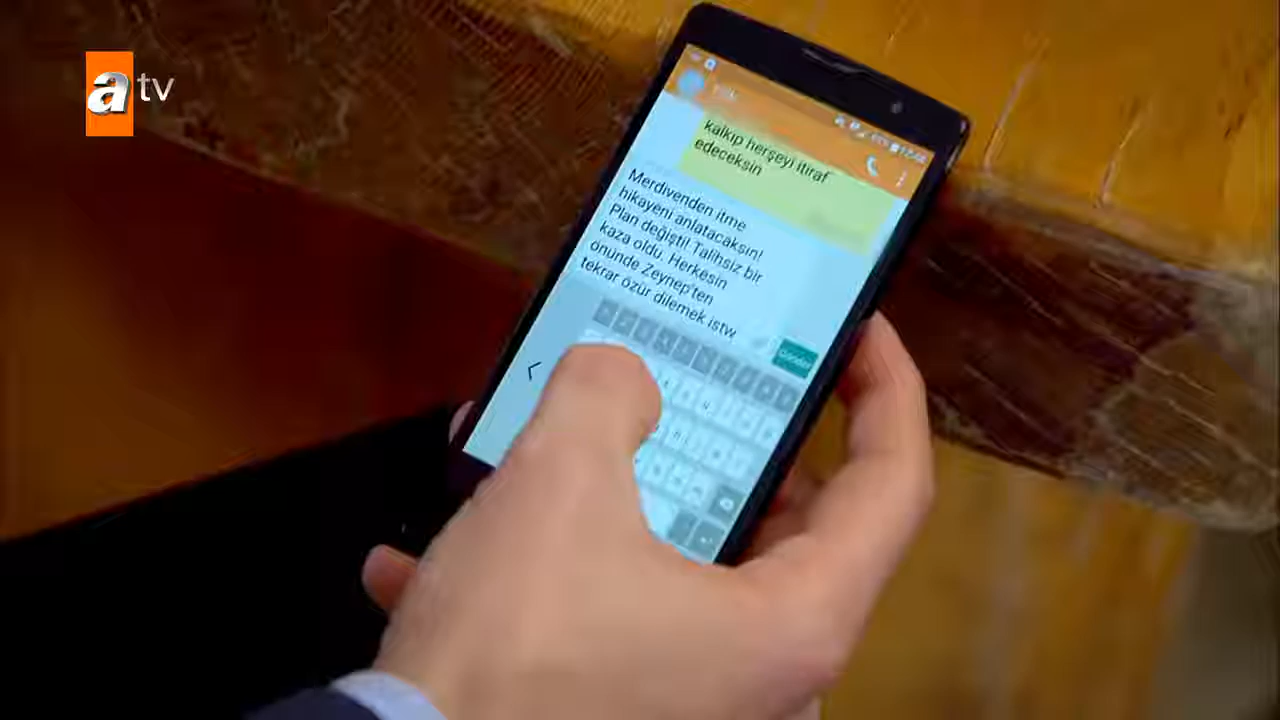 atv
kalkıp herşeyi itiraf
edeceksin
Merdivenden itme
hikayeni anlatacaksın!
Plan değişti! Talihsiz bir
kaza oldu. Herkesin
önünde Zeynep'ten
tekrar özür dilemek istw
Gönder